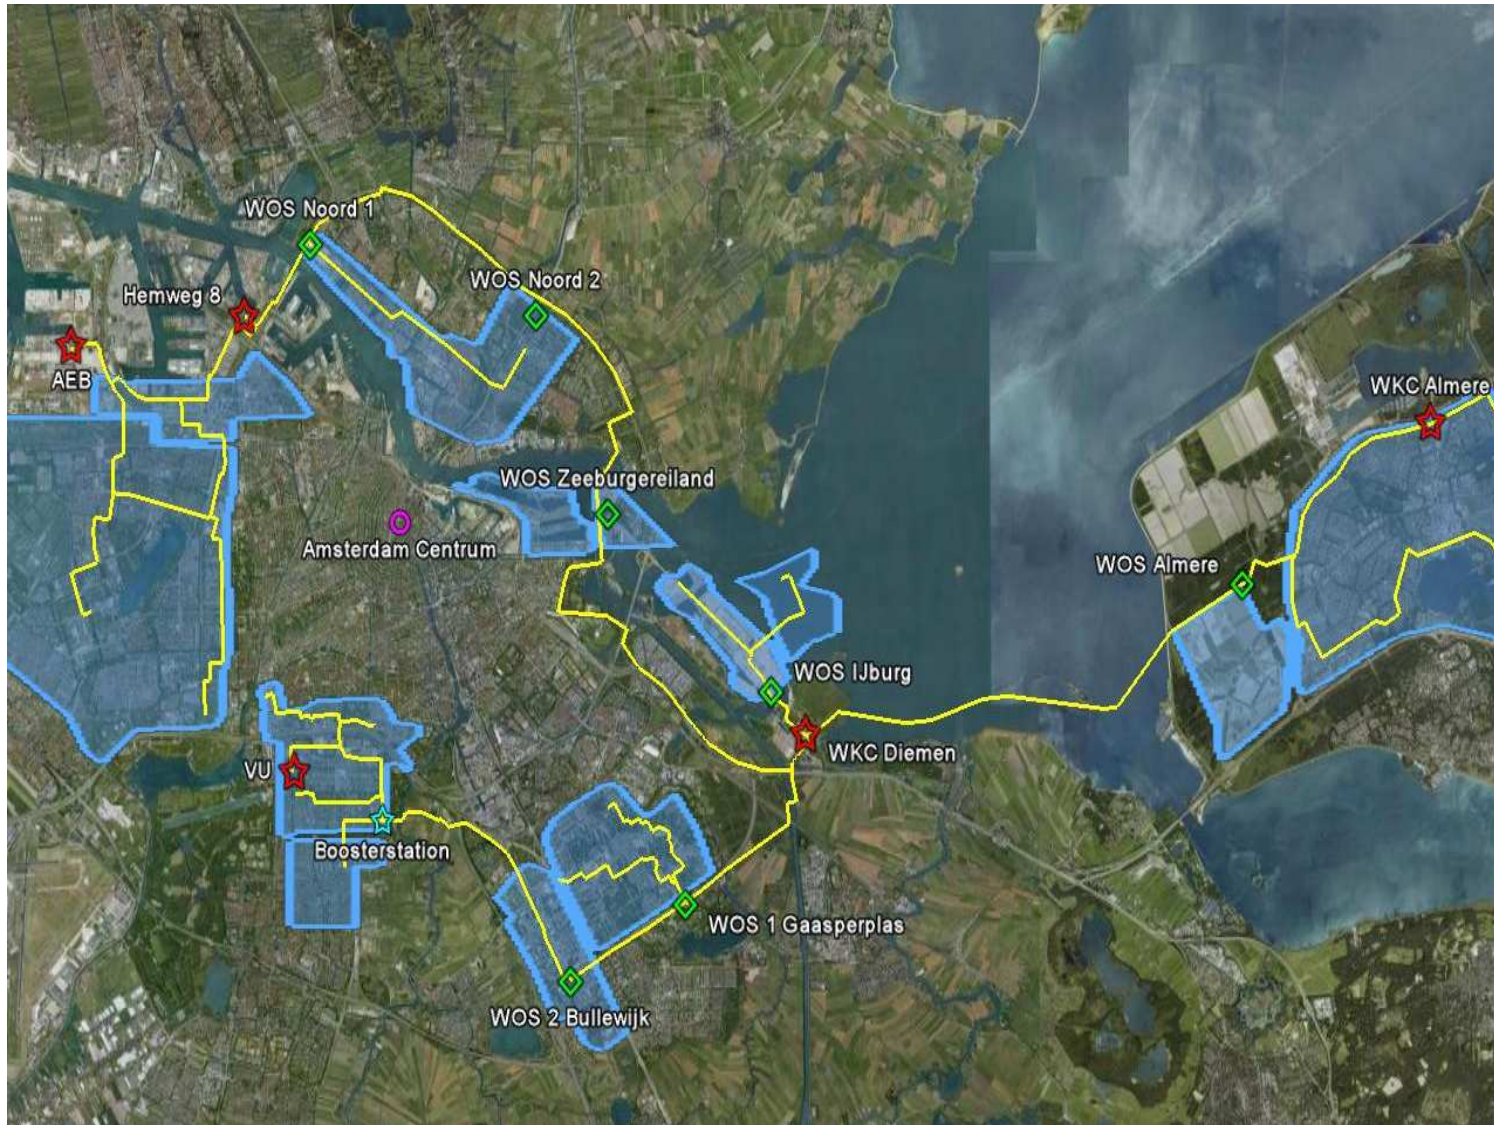 WOS Noord 1
WOS Noord 2
Hemweg 8
AEB
WKC Almere
WOS Zeeburgereiland
Amsterdam Centrum
WOS Almere
WOS IJburg
WKC Diemen
VU
Boosterstation
WOS 1 Gaasperplas
WOS 2 Bullewijk